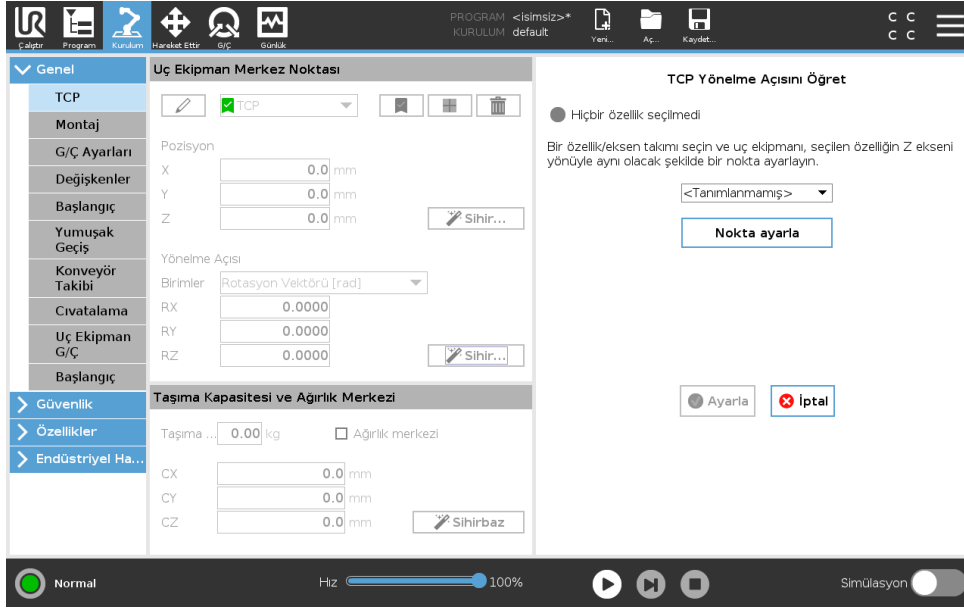 PROGRAM <isimsiz>*
KURULUM default
Çalıştır
Program
Kurulum
Hareket Ettir
G/Ç
Günlük
Yeni...
Aç...
Kaydet...
C C
C C
Genel
TCP
Montaj
G/Ç Ayarları
Değişkenler
Başlangıç
Yumuşak
Geçiş
Konveyör
Takibi
Cıvatalama
Uç Ekipman
G/Ç
Başlangıç
Güvenlik
Özellikler
Endüstriyel Ha...
Uç Ekipman Merkez Noktası
TCP
Pozisyon
X 0.0 mm
Y 0.0 mm
Z 0.0 mm
Sihir...
Yönelme Açısı
Birimler Rotasyon Vektörü [rad]
RX 0.0000
RY 0.0000
RZ 0.0000
Sihir...
Taşıma Kapasitesi ve Ağırlık Merkezi
Taşıma ... 0.00 kg
Ağırlık merkezi
CX 0.0 mm
CY 0.0 mm
CZ 0.0 mm
Sihirbaz
TCP Yönelme Açısını Öğret
Hiçbir özellik seçilmedi
Bir özellik/eksen takımı seçin ve uç ekipmanı, seçilen özelliğin Z ekseni
yönüyle aynı olacak şekilde bir nokta ayarlayın.
<Tanımlanmamış>
Nokta ayarla
Ayarla
İptal
Normal
Hız
100%
Simülasyon